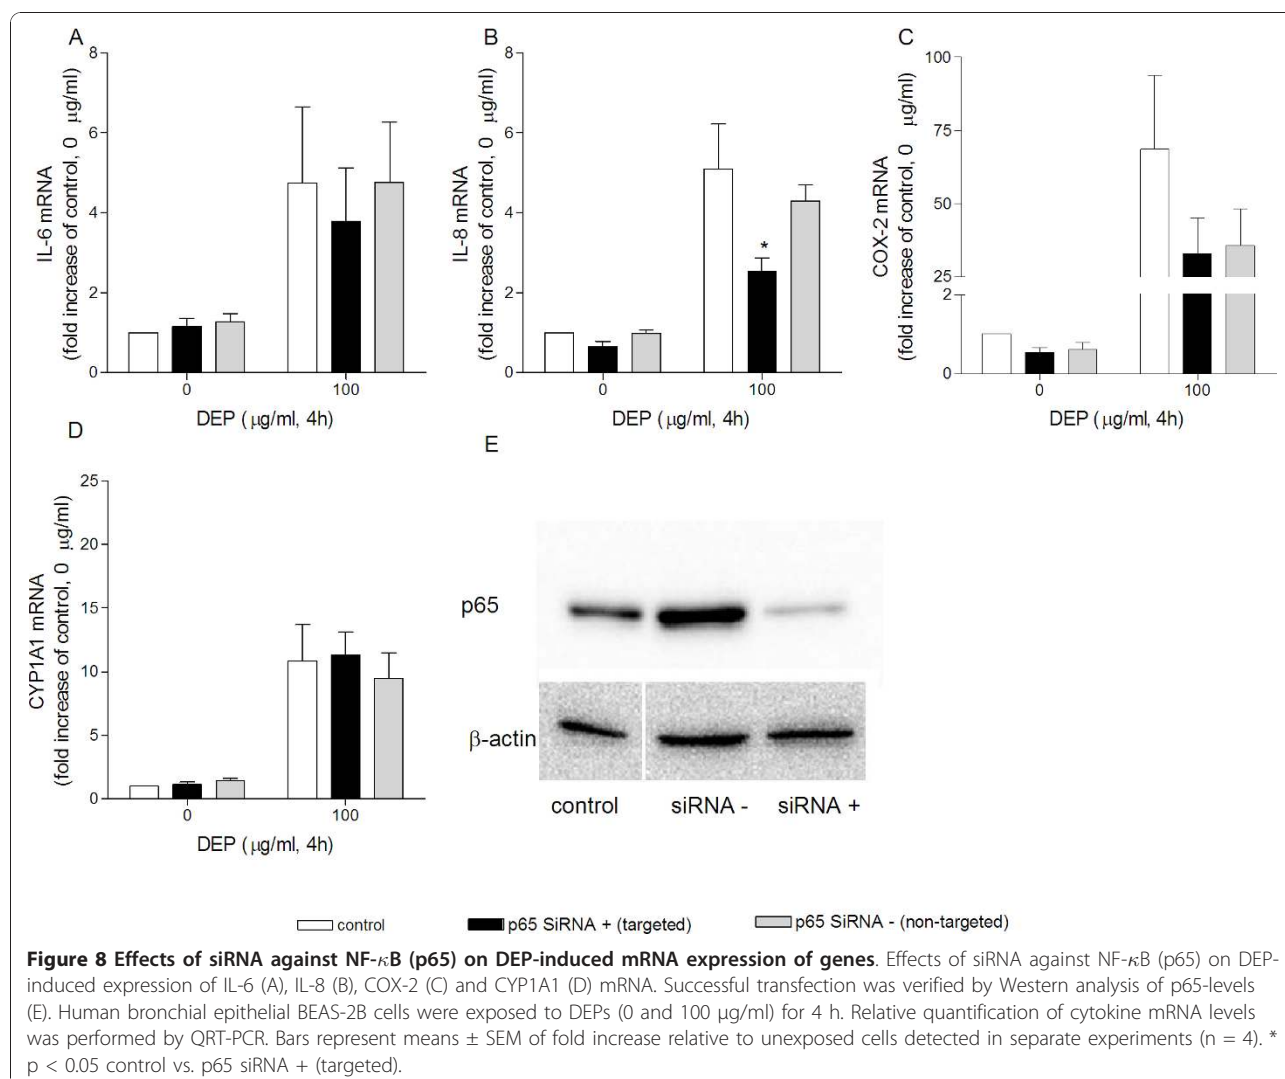 A
IL-6 mRNA
(fold increase of control, 0 μg/ml)
8
6
4
2
0
0
100
DEP ( μg/ml, 4h)
B
IL-8 mRNA
(fold increase of control, 0 μg/ml)
8
6
4
2
0
*
0
100
DEP ( μg/ml, 4h)
C
COX-2 mRNA
(fold increase of control, 0 μg/ml)
100
75
50
25
2
0
0
100
DEP ( μg/ml, 4h)
D
CYP1A1 mRNA
(fold increase of control, 0 μg/ml)
25
20
15
10
5
0
0
100
DEP ( μg/ml, 4h)
E
p65
β-actin
control siRNA - siRNA +
control p65 SiRNA + (targeted) p65 SiRNA - (non-targeted)
Figure 8 Effects of siRNA against NF-κB (p65) on DEP-induced mRNA expression of genes. Effects of siRNA against NF-κB (p65) on DEP-
induced expression of IL-6 (A), IL-8 (B), COX-2 (C) and CYP1A1 (D) mRNA. Successful transfection was verified by Western analysis of p65-levels
(E). Human bronchial epithelial BEAS-2B cells were exposed to DEPs (0 and 100 μg/ml) for 4 h. Relative quantification of cytokine mRNA levels
was performed by QRT-PCR. Bars represent means ± SEM of fold increase relative to unexposed cells detected in separate experiments (n = 4). *
p < 0.05 control vs. p65 siRNA + (targeted).